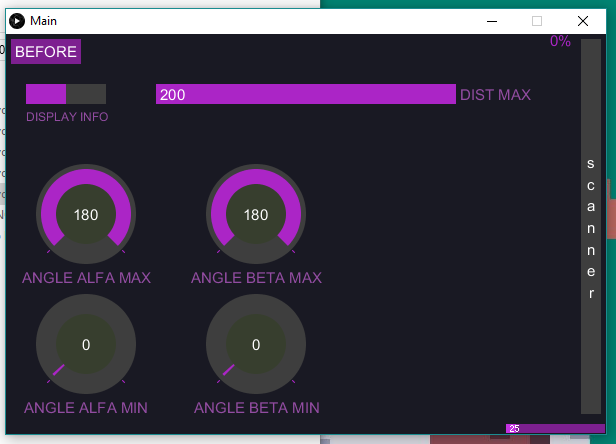 Main
0%
BEFORE
200 DIST MAX
DISPLAY INFO
180 180
ANGLE ALFA MAX ANGLE BETA MAX
0 0
ANGLE ALFA MIN ANGLE BETA MIN
scanner
25